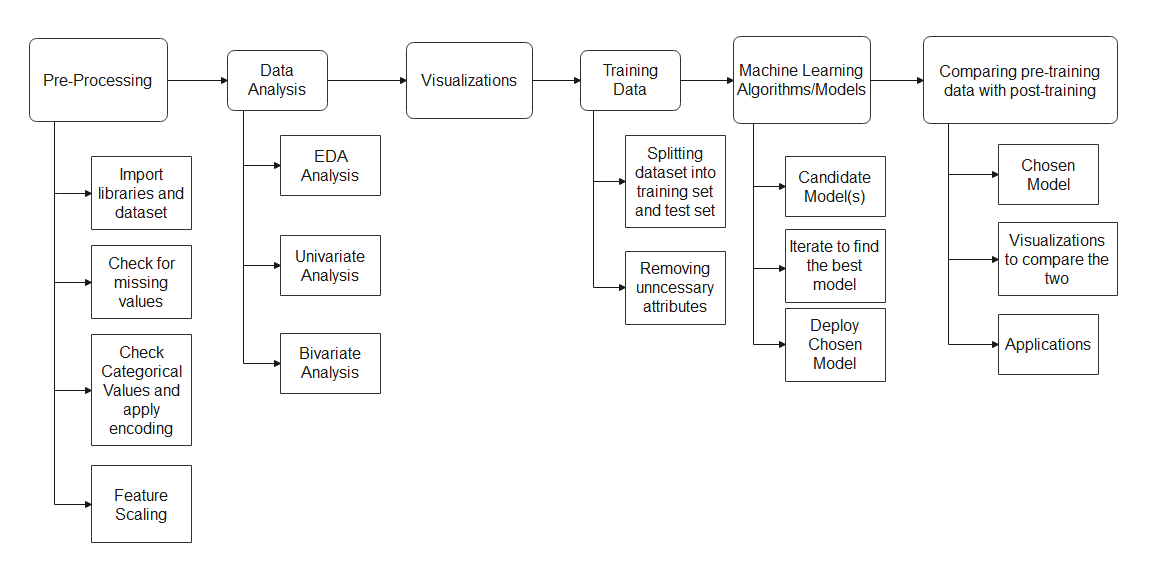 Pre-Processing
Data
Analysis
Visualizations
Training
Data
Machine Learning
Algorithms/Models
Comparing pre-training
data with post-training
Import
libraries and
dataset
Check for
missing
values
Check
Categorical
Values and
apply
encoding
Feature
Scaling
EDA
Analysis
Univariate
Analysis
Bivariate
Analysis
Splitting
dataset into
training set
and test set
Removing
unncessary
attributes
Candidate
Model(s)
Iterate to find
the best
model
Deploy
Chosen
Model
Chosen
Model
Visualizations
to compare the
two
Applications